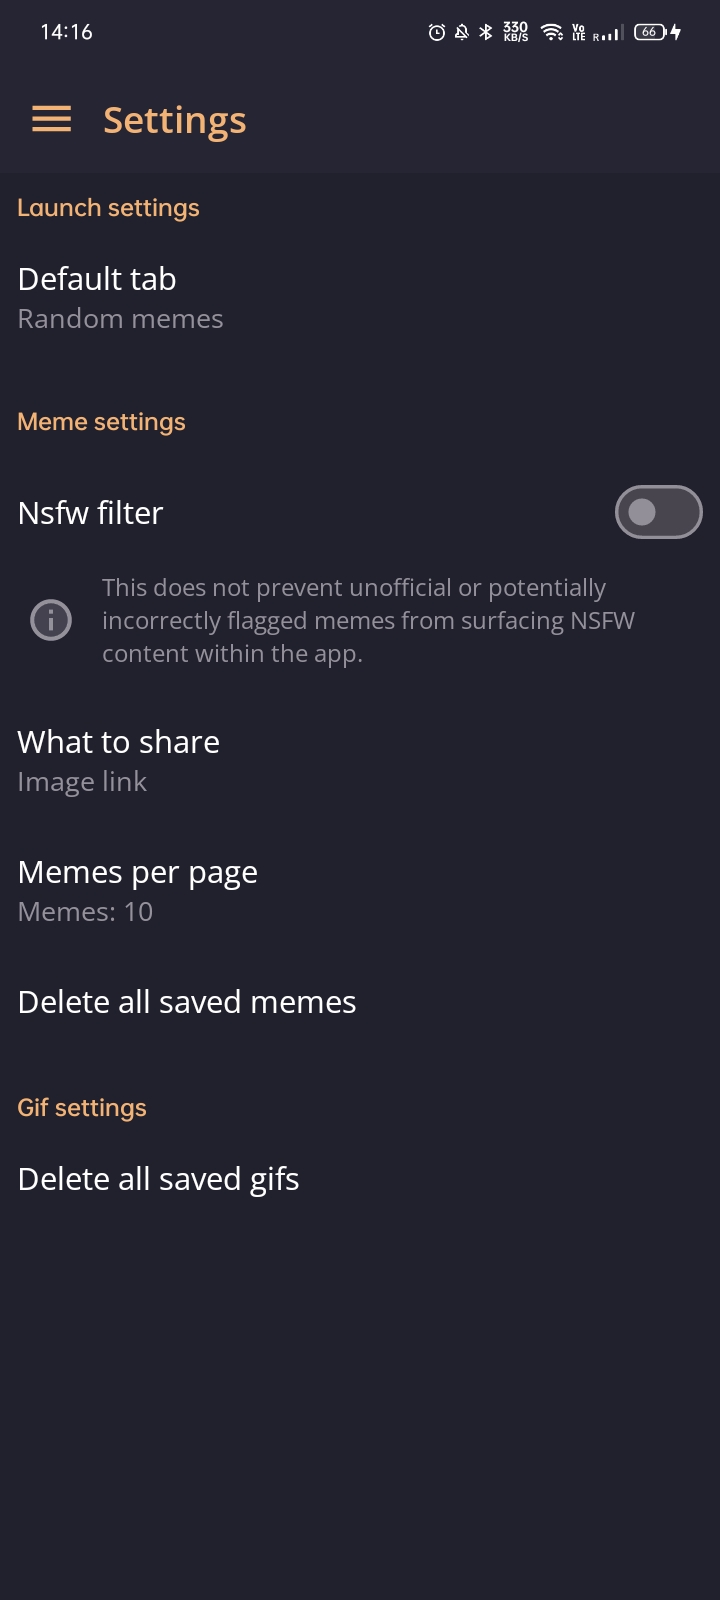 14:16
330
KB/S
Vo
LTE
R
66
Settings
Launch settings
Default tab
Random memes
Meme settings
Nsfw filter
This does not prevent unofficial or potentially
incorrectly flagged memes from surfacing NSFW
content within the app.
What to share
Image link
Memes per page
Memes: 10
Delete all saved memes
Gif settings
Delete all saved gifs